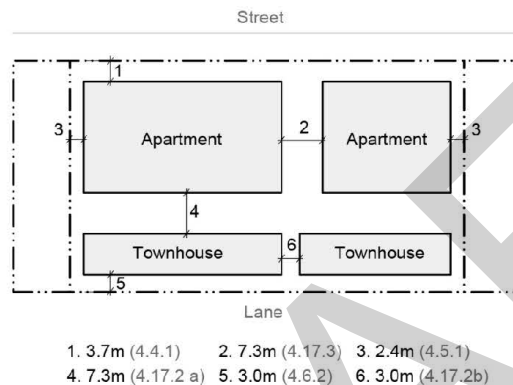 Street
1
3 Apartment 2 Apartment 3
4
Townhouse 6 Townhouse
5
Lane
1. 3.7m (4.4.1) 2. 7.3m (4.17.3) 3. 2.4m (4.5.1)
4. 7.3m (4.17.2 a) 5. 3.0m (4.6.2) 6. 3.0m (4.17.2b)